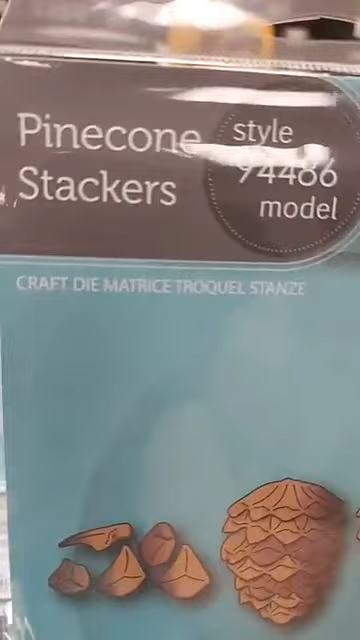 Pinecone
Stackers
style
94486
model
CRAFT DIE MATRICE TROQUEL STANZE